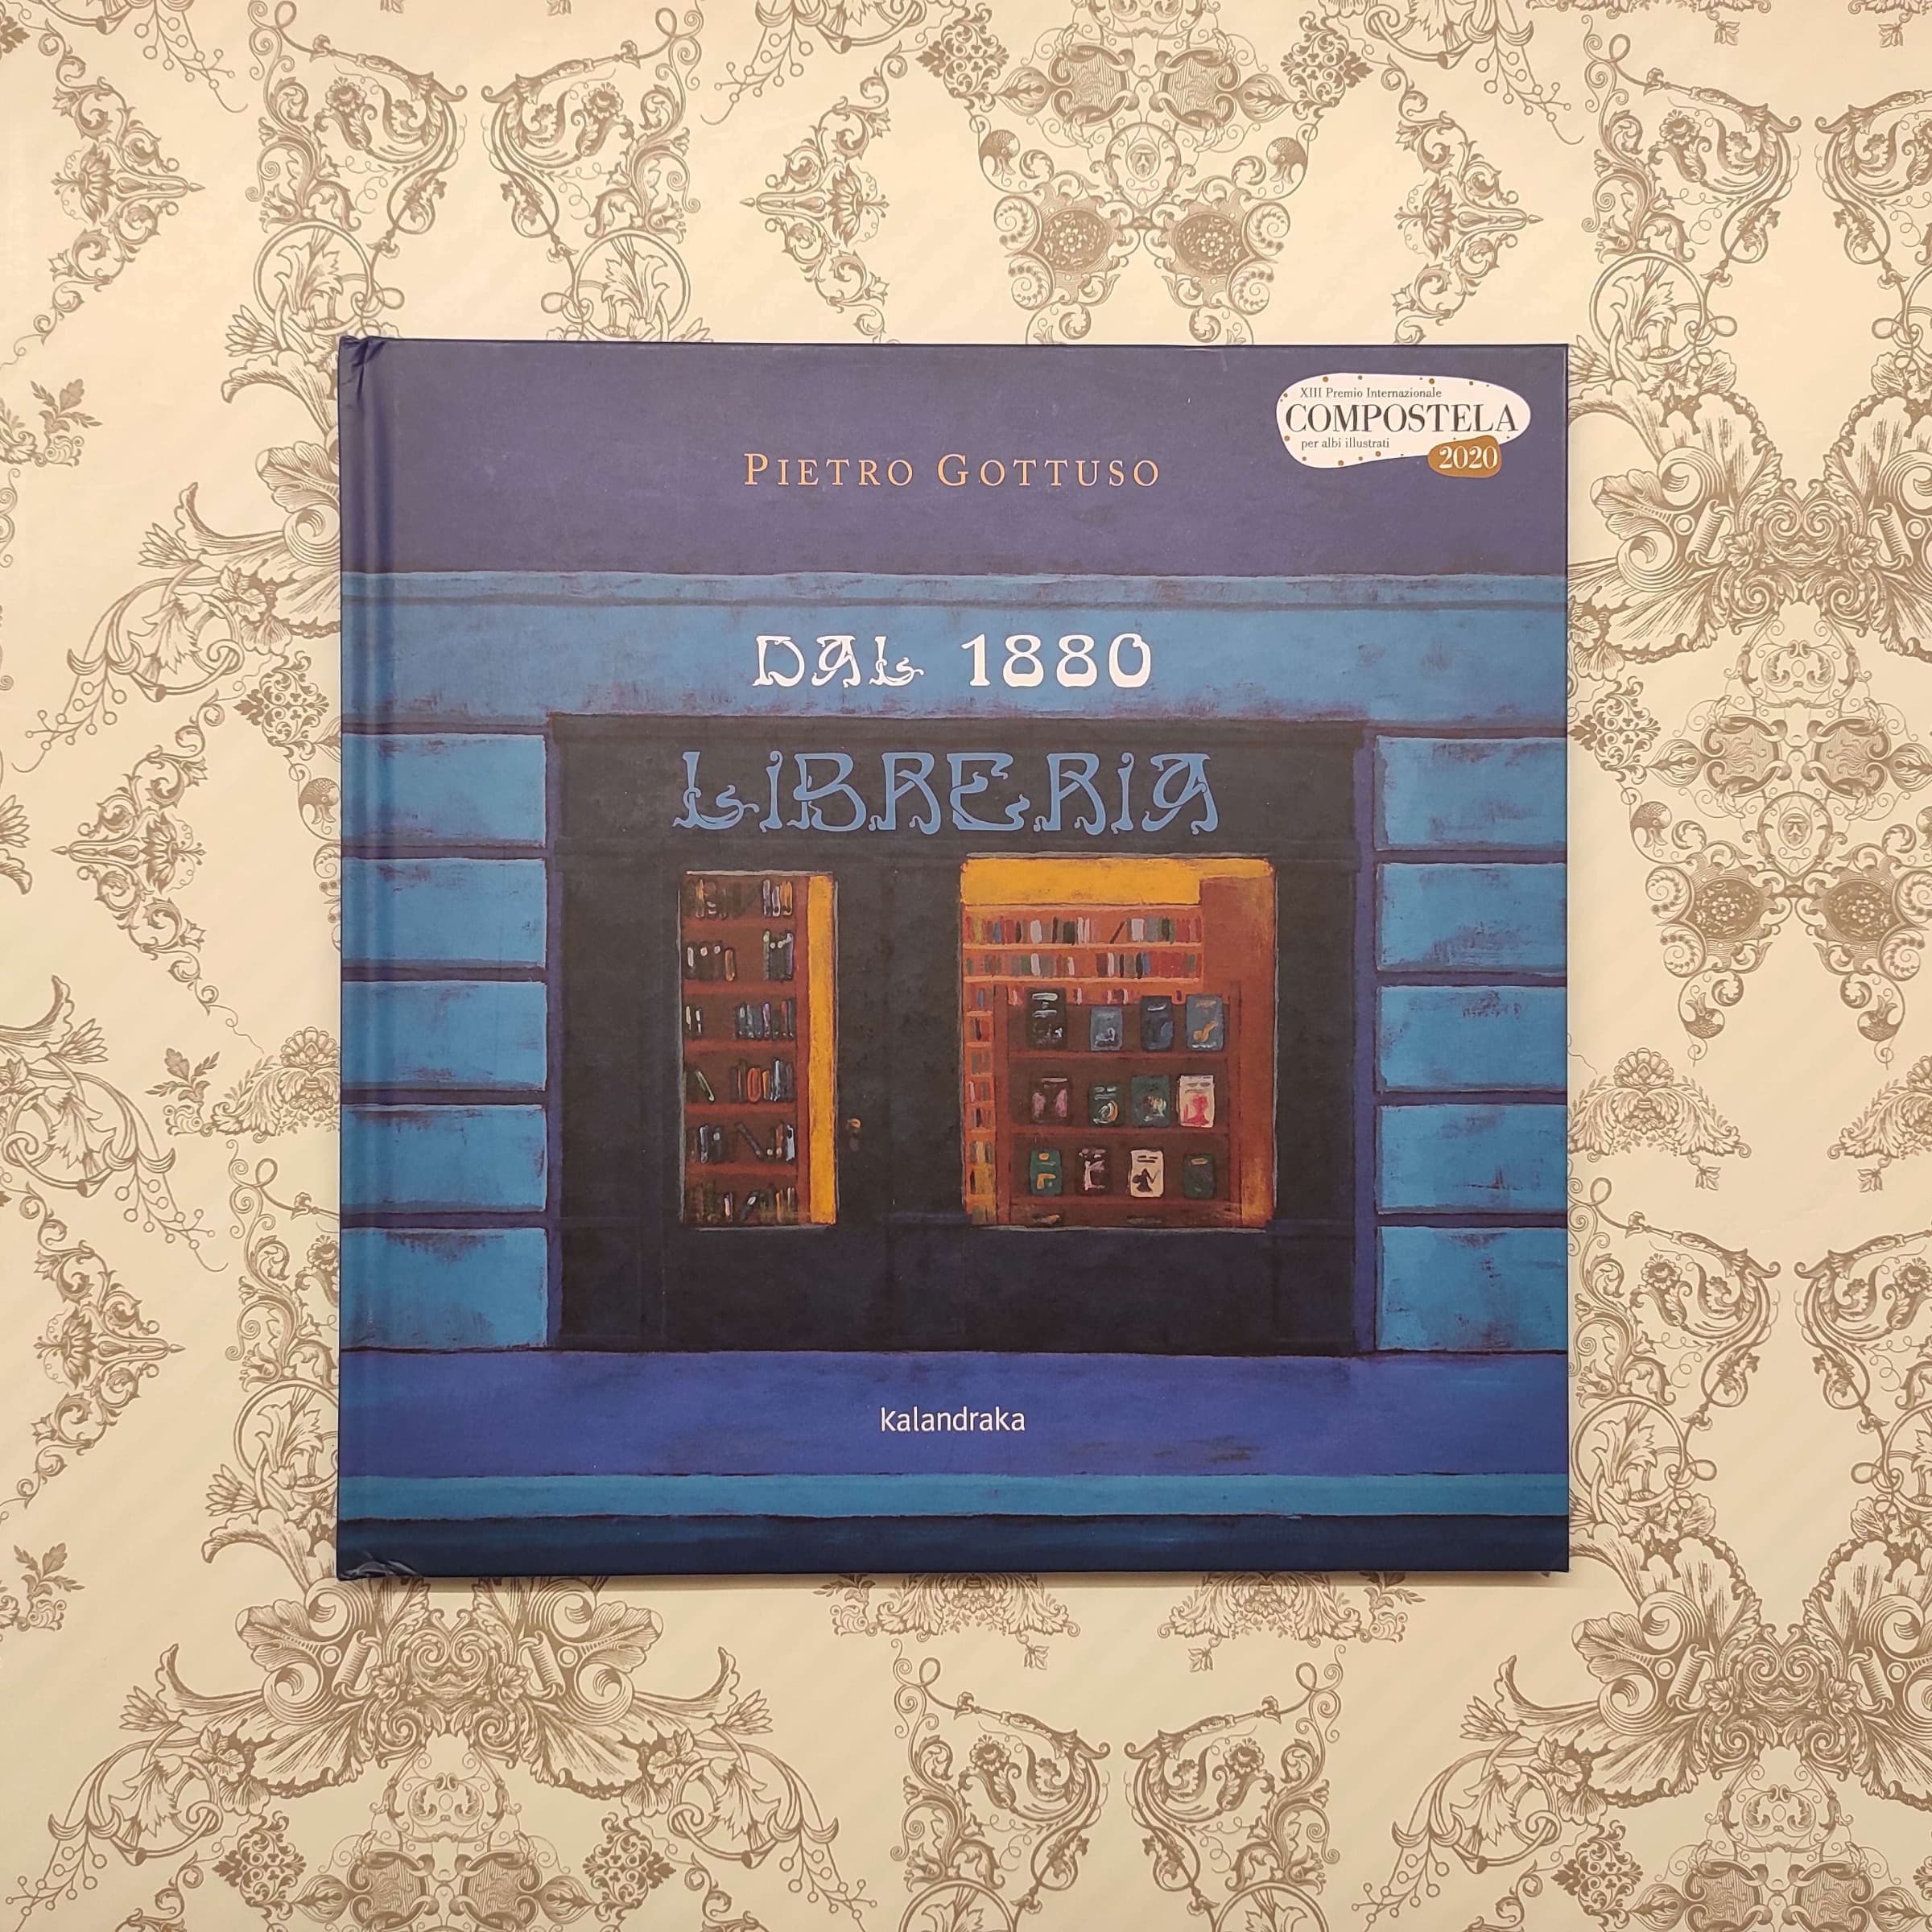 XIII Premio Internazionale
COMPOSTELA
per albi illustrati
2020
PIETRO GOTTUSO
DAL 1880
LIBRERIA
kalandraka